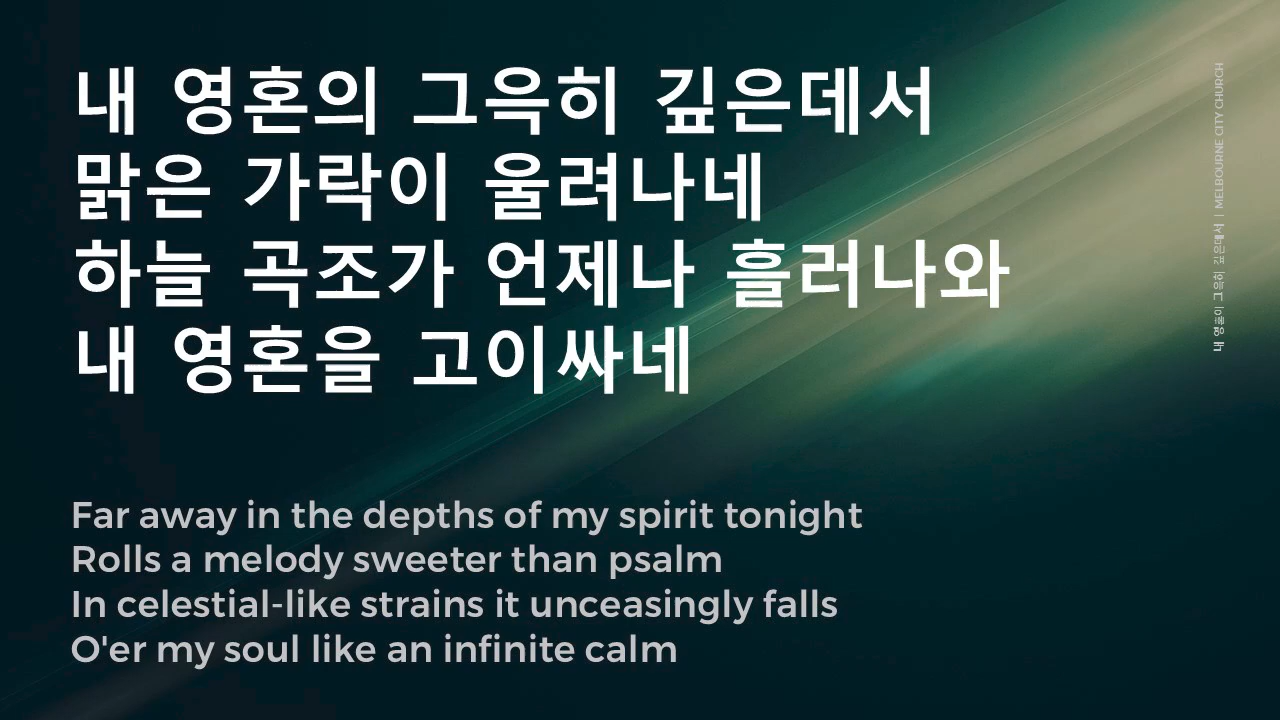 내 영혼의 그윽히 깊은데서
맑은 가락이 울려나네
하늘 곡조가 언제나 흘러나와
내 영혼을 고이싸네
Far away in the depths of my spirit tonight
Rolls a melody sweeter than psalm
In celestial-like strains it unceasingly falls
O'er my soul like an infinite calm
내 영혼이 그윽히 깊은데서 | MELBOURNE CITY CHURCH